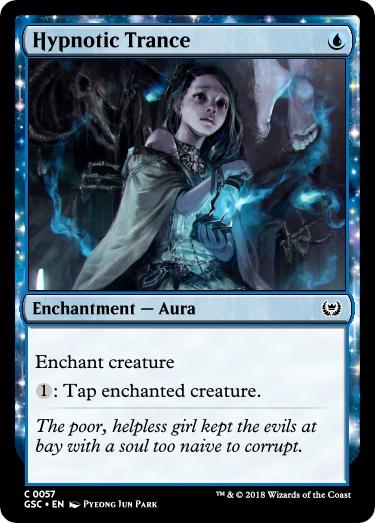 Hypnotic Trance
Enchantment — Aura
Enchant creature
1: Tap enchanted creature.
The poor, helpless girl kept the evils at
bay with a soul too naive to corrupt.
C 0057
GSC • EN Pyeong Jun Park
™ & © 2018 Wizards of the Coast